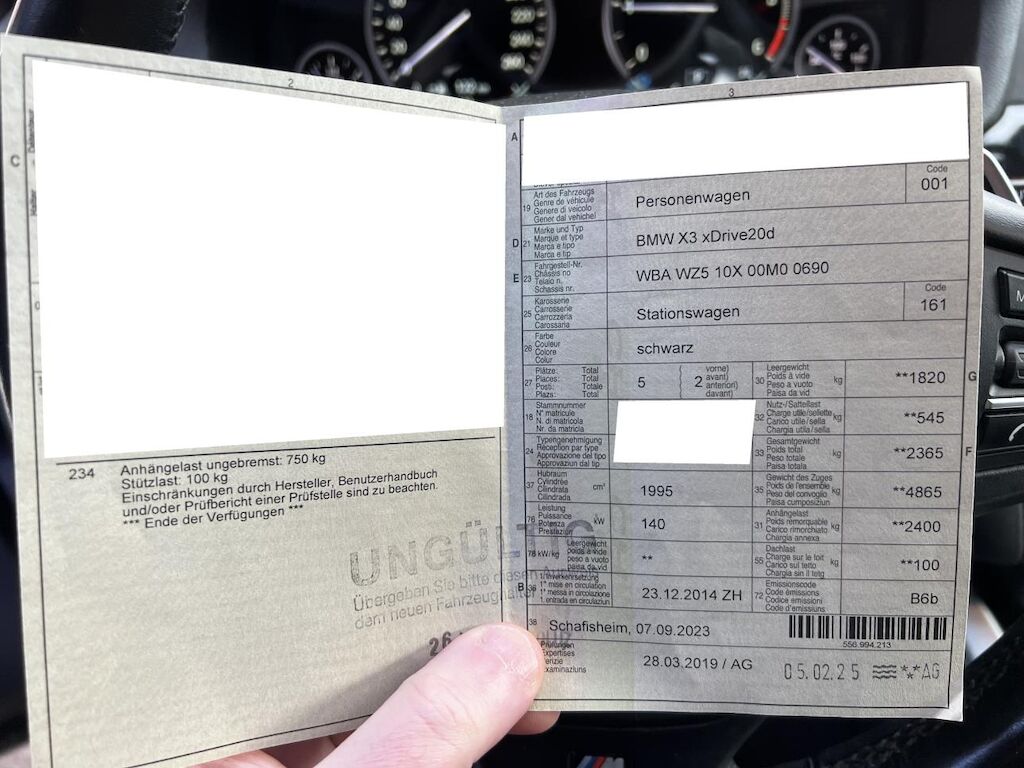 2
C
234 Anhängelast ungebremst: 750 kg
Stützlast: 100 kg
Einschränkungen durch Hersteller, Benutzerhandbuch
und/oder Prüfbericht einer Prüfstelle sind zu beachten.
*** Ende der Verfügungen ***
UNGÜLTIG
Übergeben Sie bitte diesen Ausweis
dem neuen Fahrzeughalter
26
3
A
19 Art des Fahrzeugs
Genre de véhicule
Genere di veicolo
Gener dal vehichel
Personenwagen
Code
001
D 21 Marke und Typ
Marque et type
Marca e tipo
Marca e tip
BMW X3 xDrive20d
E 23 Fahrgestell-Nr.
Châssis no
Telaio n.
Schassis nr.
WBA WZ5 10X 00M0 0690
25 Karosserie
Carrosserie
Carrozzeria
Carossaria
Stationswagen
Code
161
26 Farbe
Couleur
Colore
Colur
schwarz
27 Plätze: Total
Places: Total
Posti: Totale
Plazs: Total
5
2
vorne)
avant)
anteriori)
davant)
30 Leergewicht
Poids à vide
Peso a vuoto
Paisa da vid
kg
**1820
G
18 Stammnummer
N° matricule
N. di matricola
Nr. da matricla
32 Nutz-/Sattellast
Charge utile/sellette
Carico utile/sella
Chargia utila/sella
kg
**545
24 Typengenehmigung
Réception par type
Approvazione del tipo
Approvaziun dal tip
33 Gesamtgewicht
Poids total
Peso totale
Paisa totala
kg
**2365
F
37 Hubraum
Cylindrée
Cilindrata
Cilindrada
cm³
1995
35 Gewicht des Zuges
Poids de l'ensemble
Peso del convoglio
Paisa cumposiziun
kg
**4865
76 Leistung
Puissance
Potenza
Prestaziun
kW
140
31 Anhängelast
Poids remorquable
Carico rimorchiato
Chargia annexa
kg
**2400
78 kW/kg
Leergewicht
poids à vide
peso a vuoto
paisa da vid
**
55 Dachlast
Charge sur le toit
Carico sul tetto
Chargia sin il tetg
kg
**100
B 36 1. Inverkehrsetzung
1re mise en circulation
1a messa in circolazione
1. entrada en circulaziun
23.12.2014 ZH
72 Emissionscode
Code émissions
Codice emissioni
Code d'emissiuns
B6b
38 Schafisheim, 07.09.2023
556.994.213
Prüfungen
Expertises
Examinaziuns
28.03.2019 / AG
05.02.25 **AG